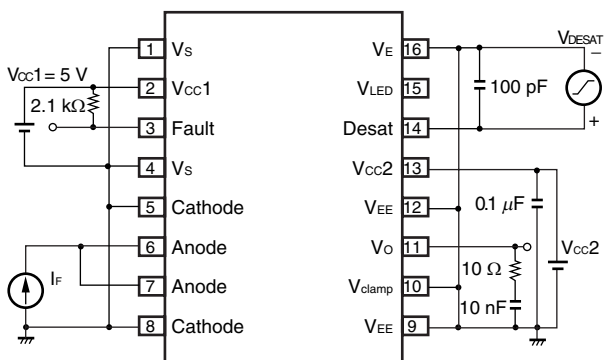 1 Vs VE 16 VDESAT −
VCC1 = 5 V 2 VCC1 VLED 15 100 pF
2.1 kΩ 3 Fault Desat 14 +
4 Vs VCC2 13
5 Cathode VEE 12 0.1 μF
6 Anode VO 11 VCC2
IF 7 Anode Vclamp 10 10 Ω
10 nF
8 Cathode VEE 9